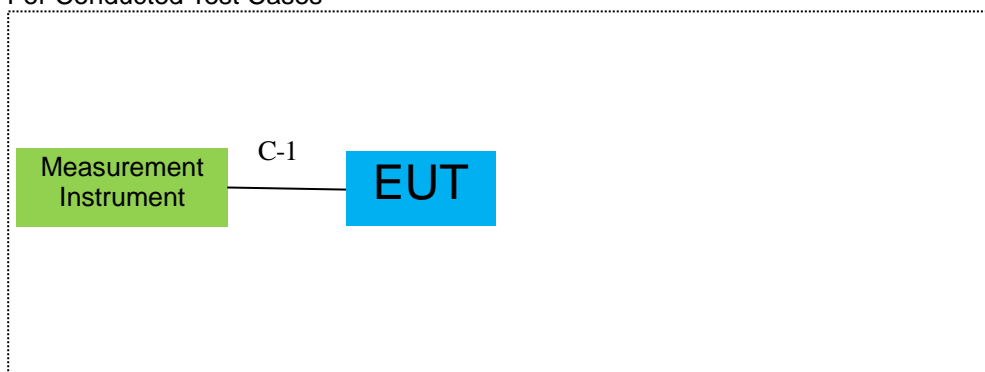 For Conducted Test Cases
C-1
Measurement
Instrument
EUT